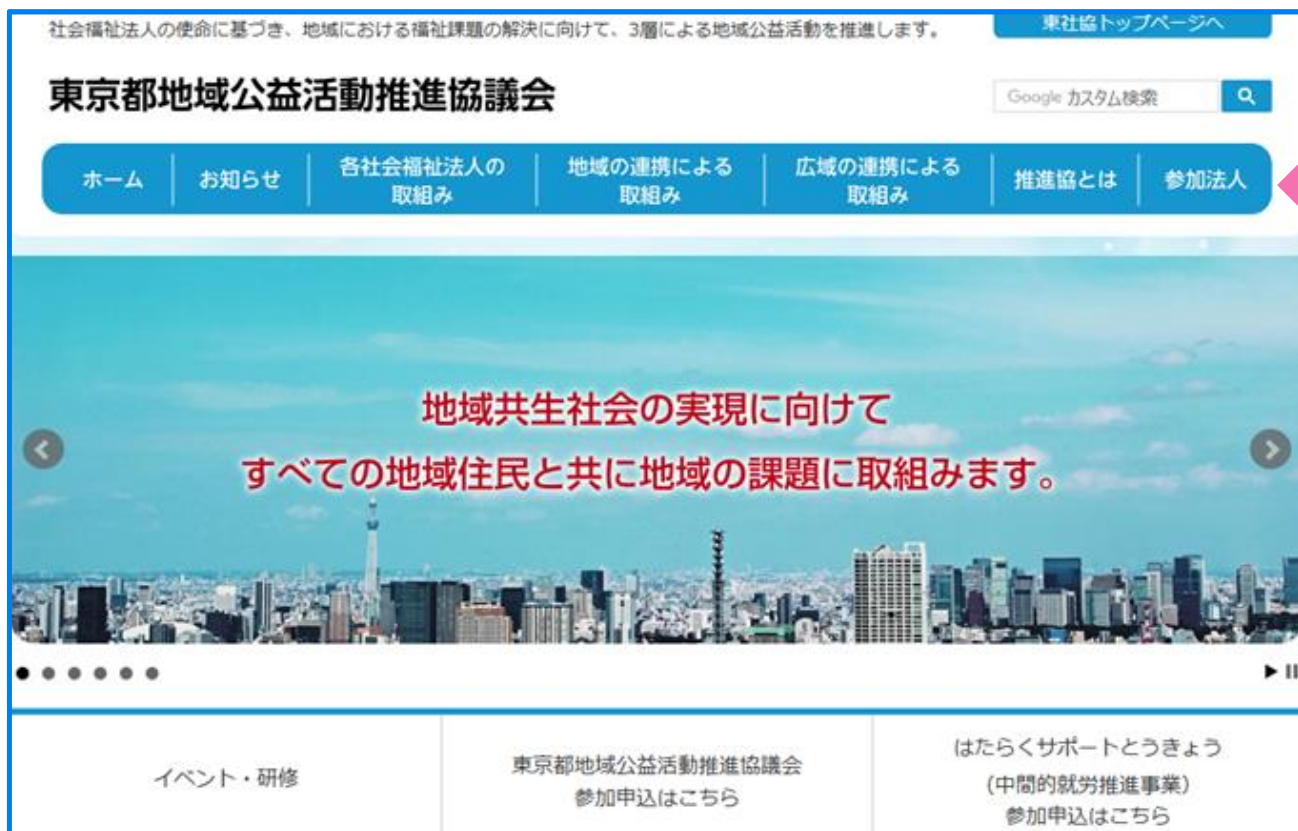 社会福祉法人の使命に基づき、地域における福祉課題の解決に向けて、3層による地域公益活動を推進します。
東社協トップページへ
東京都地域公益活動推進協議会
Google カスタム検索
ホーム
お知らせ
各社会福祉法人の
取組み
地域の連携による
取組み
広域の連携による
取組み
推進協とは
参加法人
地域共生社会の実現に向けて
すべての地域住民と共に地域の課題に取組みます。
イベント・研修
東京都地域公益活動推進協議会
参加申込はこちら
はたらくサポートとうきょう
(中間的就労推進事業)
参加申込はこちら